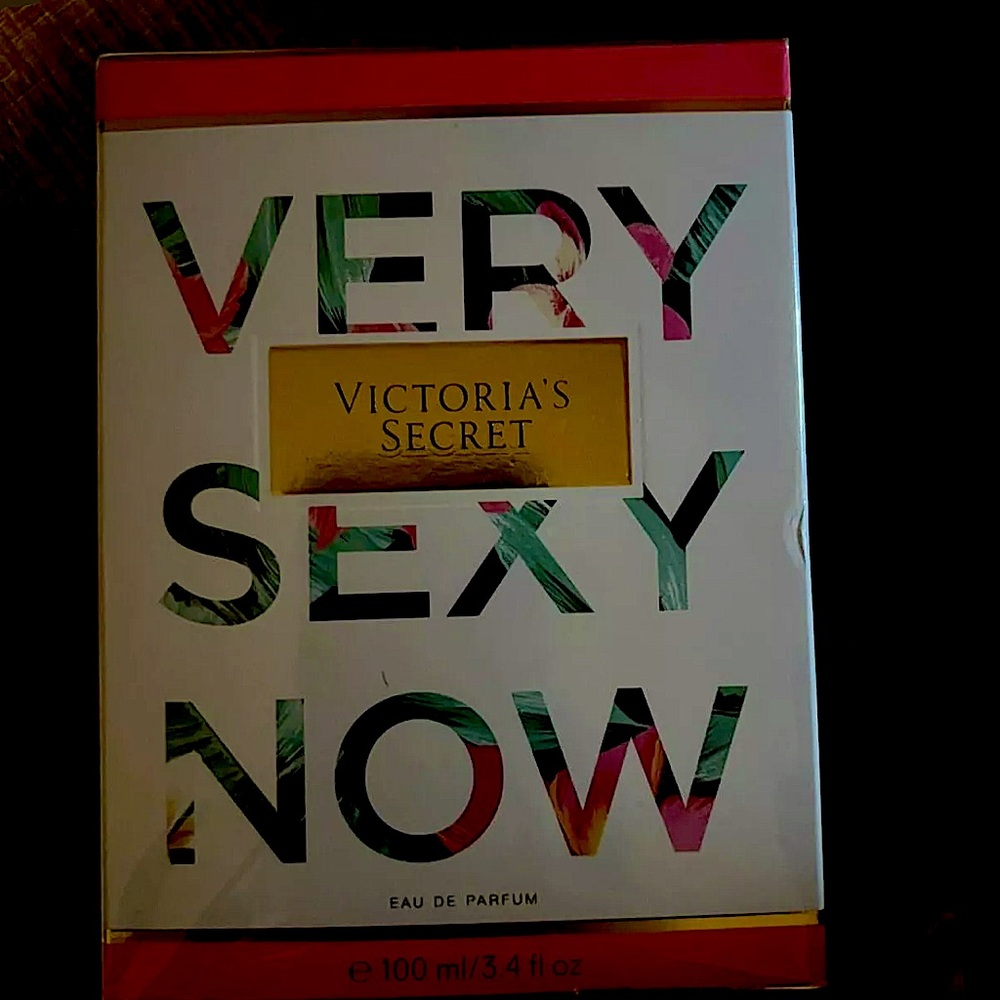 VERY
VICTORIA'S
SECRET
SEXY
NOW
EAU DE PARFUM
℮ 100 ml/3.4 fl oz